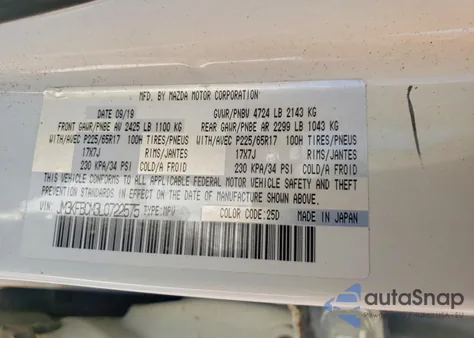 MFD. BY MAZDA MOTOR CORPORATION
DATE 09/19 GVWR/PNBV 4724 LB 2143 KG
FRONT GAWR/PNBE AV 2425 LB 1100 KG REAR GAWR/PNBE AR 2299 LB 1043 KG
WITH/AVEC P225/65R17 100H TIRES/PNEUS WITH/AVEC P225/65R17 100H TIRES/PNEUS
17X7J RIMS/JANTES 17X7J RIMS/JANTES
230 KPA/34 PSI COLD/A FROID 230 KPA/34 PSI COLD/A FROID
THIS VEHICLE CONFORMS TO ALL APPLICABLE FEDERAL MOTOR VEHICLE SAFETY AND THEFT
PREVENTION STANDARDS IN EFFECT ON THE DATE OF MANUFACTURE SHOWN ABOVE.
VIN: JM3KFBCM3L0722575 TYPE:MPV COLOR CODE:25D MADE IN JAPAN
autaSnap